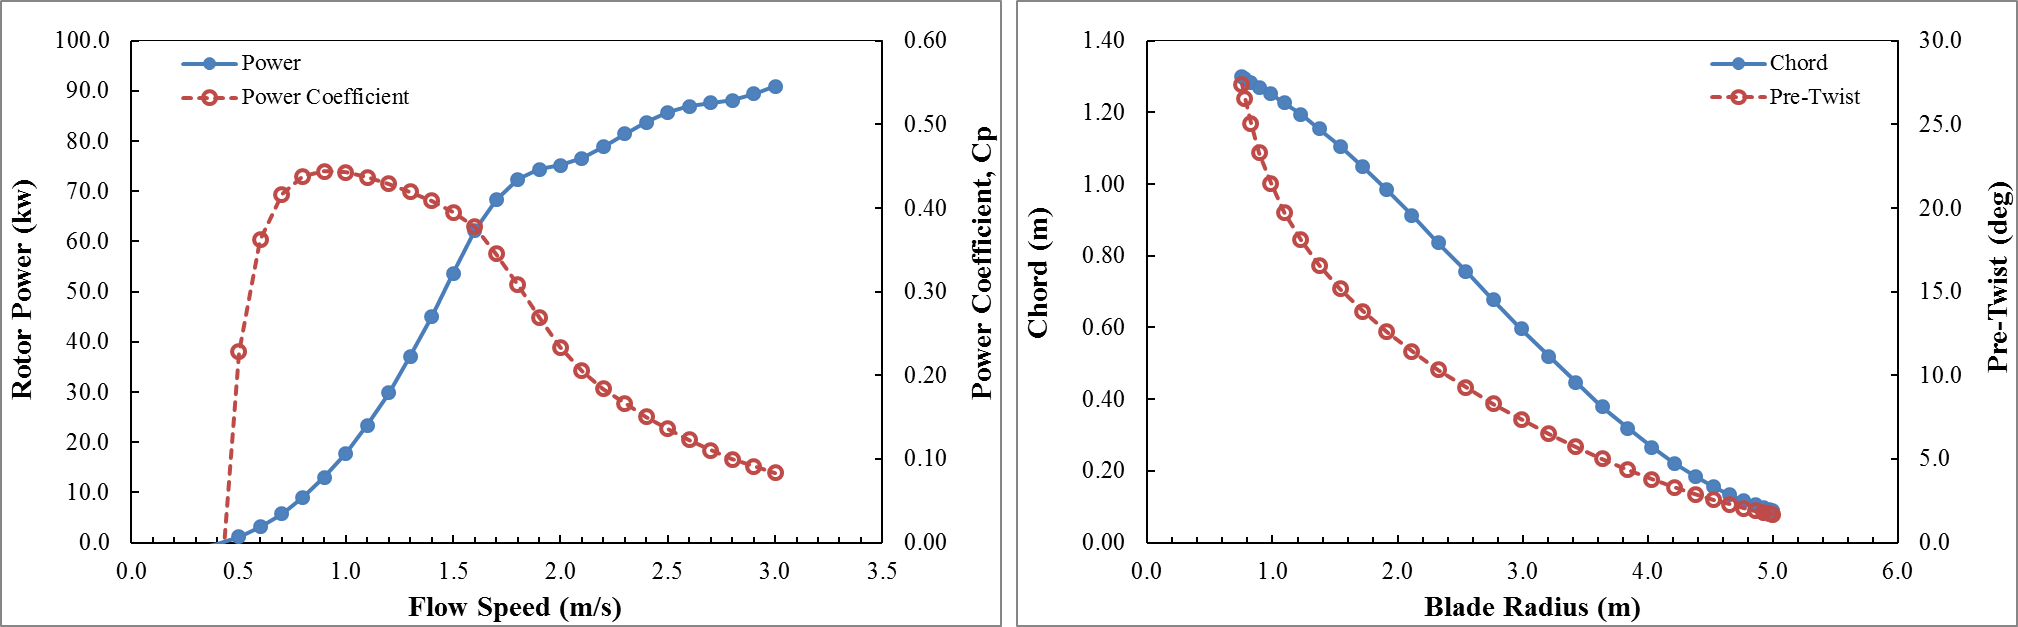 100.0
90.0
80.0
70.0
60.0
50.0
40.0
30.0
20.0
10.0
0.0
Rotor Power (kw)
Power
Power Coefficient
0.60
0.50
0.40
0.30
0.20
0.10
0.00
Power Coefficient, Cp
0.0 0.5 1.0 1.5 2.0 2.5 3.0 3.5
Flow Speed (m/s)
1.40
1.20
1.00
0.80
0.60
0.40
0.20
0.00
Chord (m)
Chord
Pre-Twist
30.0
25.0
20.0
15.0
10.0
5.0
0.0
Pre-Twist (deg)
0.0 1.0 2.0 3.0 4.0 5.0 6.0
Blade Radius (m)